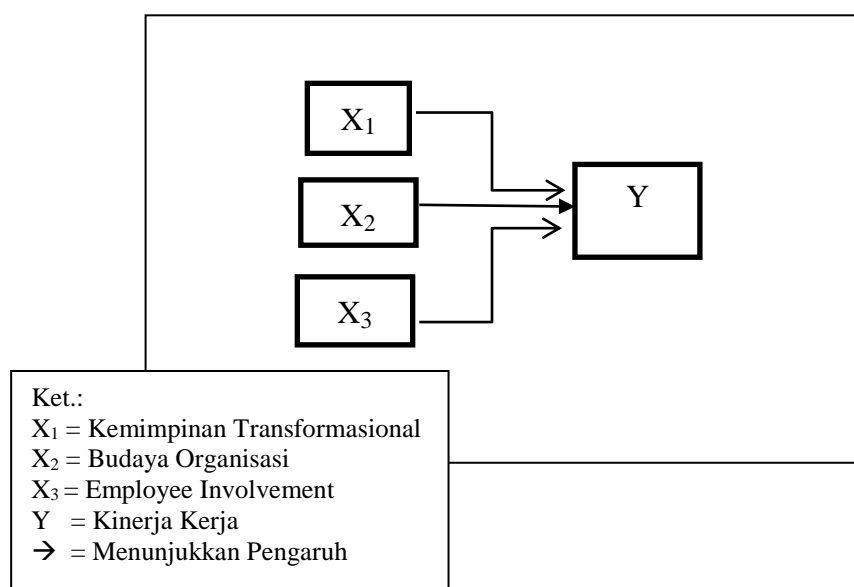 X₁
X₂
Y
X₃
Ket.:
X₁ = Kemimpinan Transformasional
X₂ = Budaya Organisasi
X₃ = Employee Involvement
Y = Kinerja Kerja
→ = Menunjukkan Pengaruh